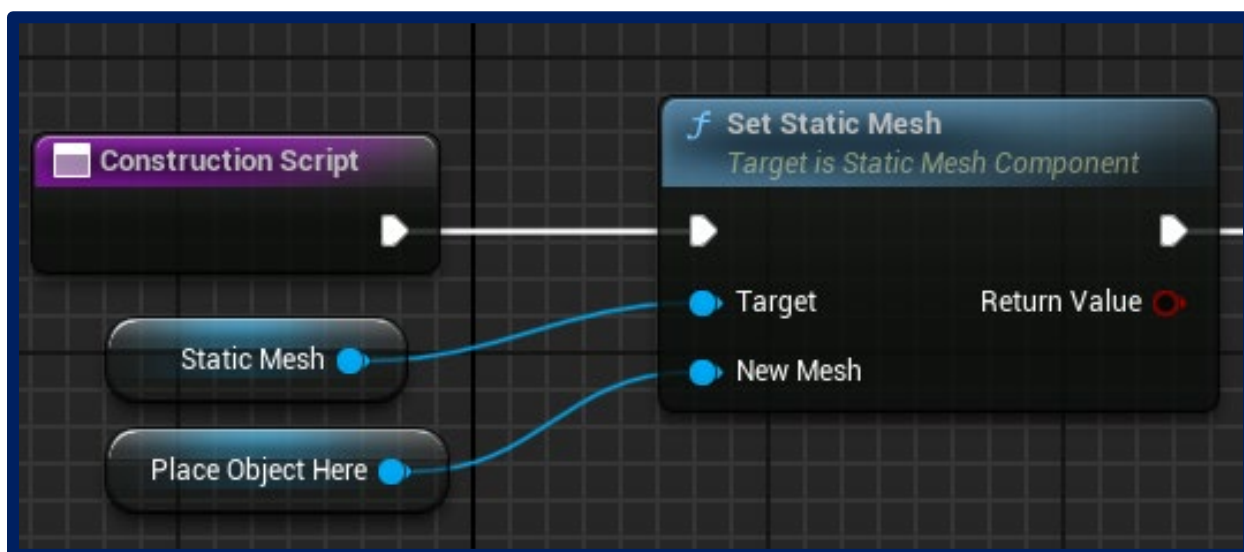 Construction Script
Set Static Mesh
Target is Static Mesh Component
Target
Return Value
Static Mesh
New Mesh
Place Object Here